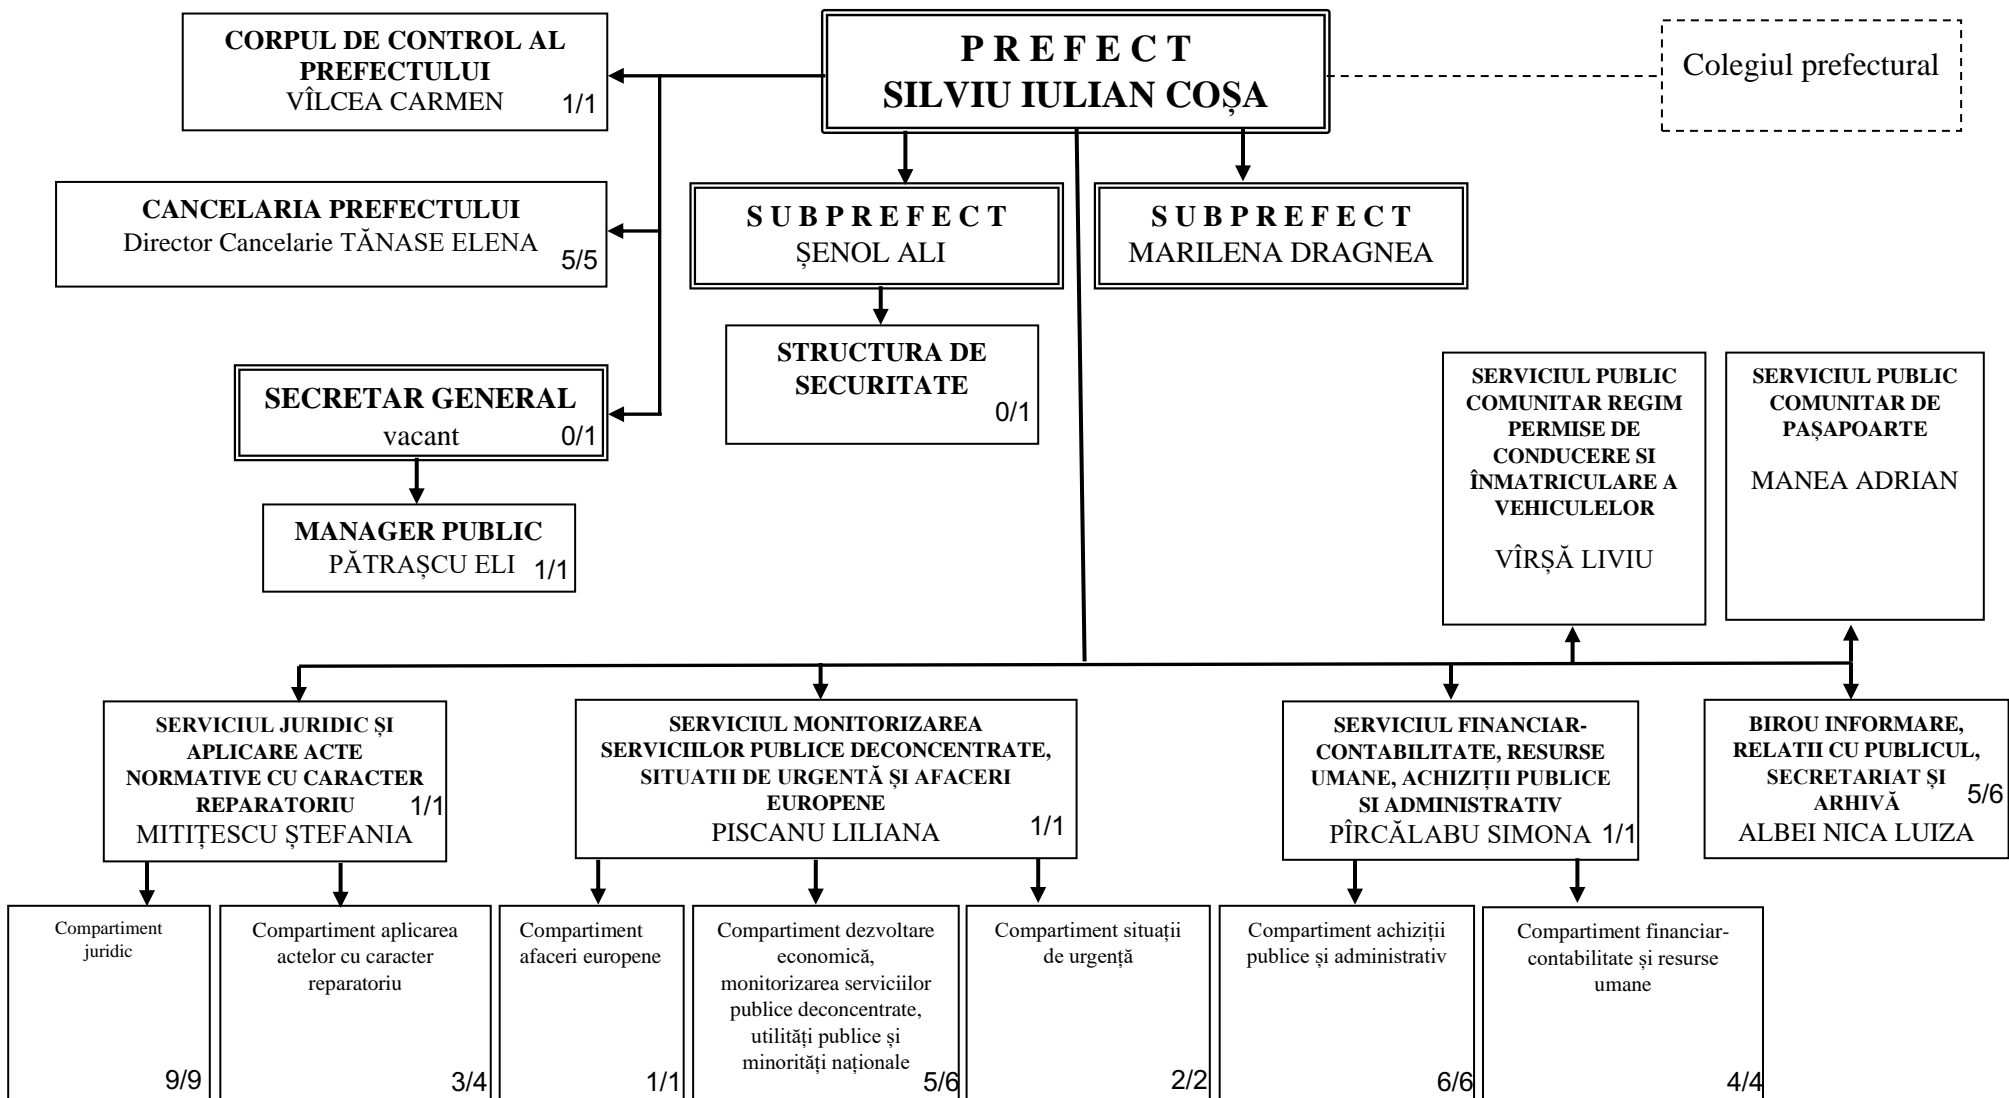 CORPUL DE CONTROL AL
PREFECTULUI
VÎLCEA CARMEN
1/1
P R E F E C T
SILVIU IULIAN COȘA
Colegiul prefectural
CANCELARIA PREFECTULUI
Director Cancelarie TĂNASE ELENA
5/5
S U B P R E F E C T
ȘENOL ALI
S U B P R E F E C T
MARILENA DRAGNEA
STRUCTURA DE
SECURITATE
0/1
SECRETAR GENERAL
vacant
0/1
MANAGER PUBLIC
PĂTRAȘCU ELI
1/1
SERVICIUL PUBLIC
COMUNITAR REGIM
PERMISE DE
CONDUCERE SI
ÎNMATRICULARE A
VEHICULELOR
VÎRȘĂ LIVIU
SERVICIUL PUBLIC
COMUNITAR DE
PAȘAPOARTE
MANEA ADRIAN
SERVICIUL JURIDIC ȘI
APLICARE ACTE
NORMATIVE CU CARACTER
REPARATORIU
1/1
MITIȚESCU ȘTEFANIA
SERVICIUL MONITORIZAREA
SERVICIILOR PUBLICE DECONCENTRATE,
SITUATII DE URGENTĂ ȘI AFACERI
EUROPENE
PISCANU LILIANA
1/1
SERVICIUL FINANCIAR-
CONTABILITATE, RESURSE
UMANE, ACHIZIȚII PUBLICE
SI ADMINISTRATIV
PÎRCĂLABU SIMONA
1/1
BIROU INFORMARE,
RELATII CU PUBLICUL,
SECRETARIAT ȘI
ARHIVĂ
5/6
ALBEI NICA LUIZA
Compartiment
juridic
9/9
Compartiment aplicarea
actelor cu caracter
reparatoriu
3/4
Compartiment
afaceri europene
1/1
Compartiment dezvoltare
economică,
monitorizarea serviciilor
publice deconcentrate,
utilități publice și
minorități naționale
5/6
Compartiment situații
de urgență
2/2
Compartiment achiziții
publice și administrativ
6/6
Compartiment financiar-
contabilitate și resurse
umane
4/4